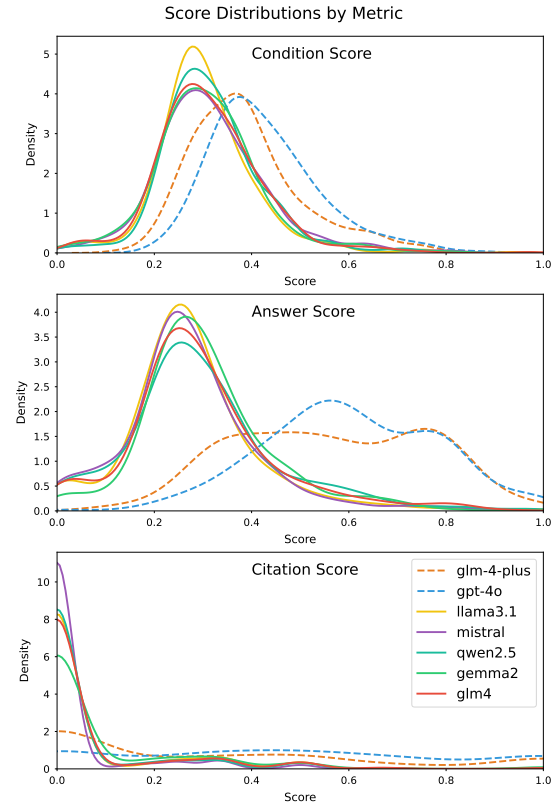 Score Distributions by Metric
Condition Score
5
4
3
2
1
0
Density
0.0 0.2 0.4 0.6 0.8 1.0
Score
Answer Score
4.0
3.5
3.0
2.5
2.0
1.5
1.0
0.5
0.0
Density
0.0 0.2 0.4 0.6 0.8 1.0
Score
Citation Score
10
8
6
4
2
0
Density
glm-4-plus
gpt-4o
llama3.1
mistral
qwen2.5
gemma2
glm4
0.0 0.2 0.4 0.6 0.8 1.0
Score